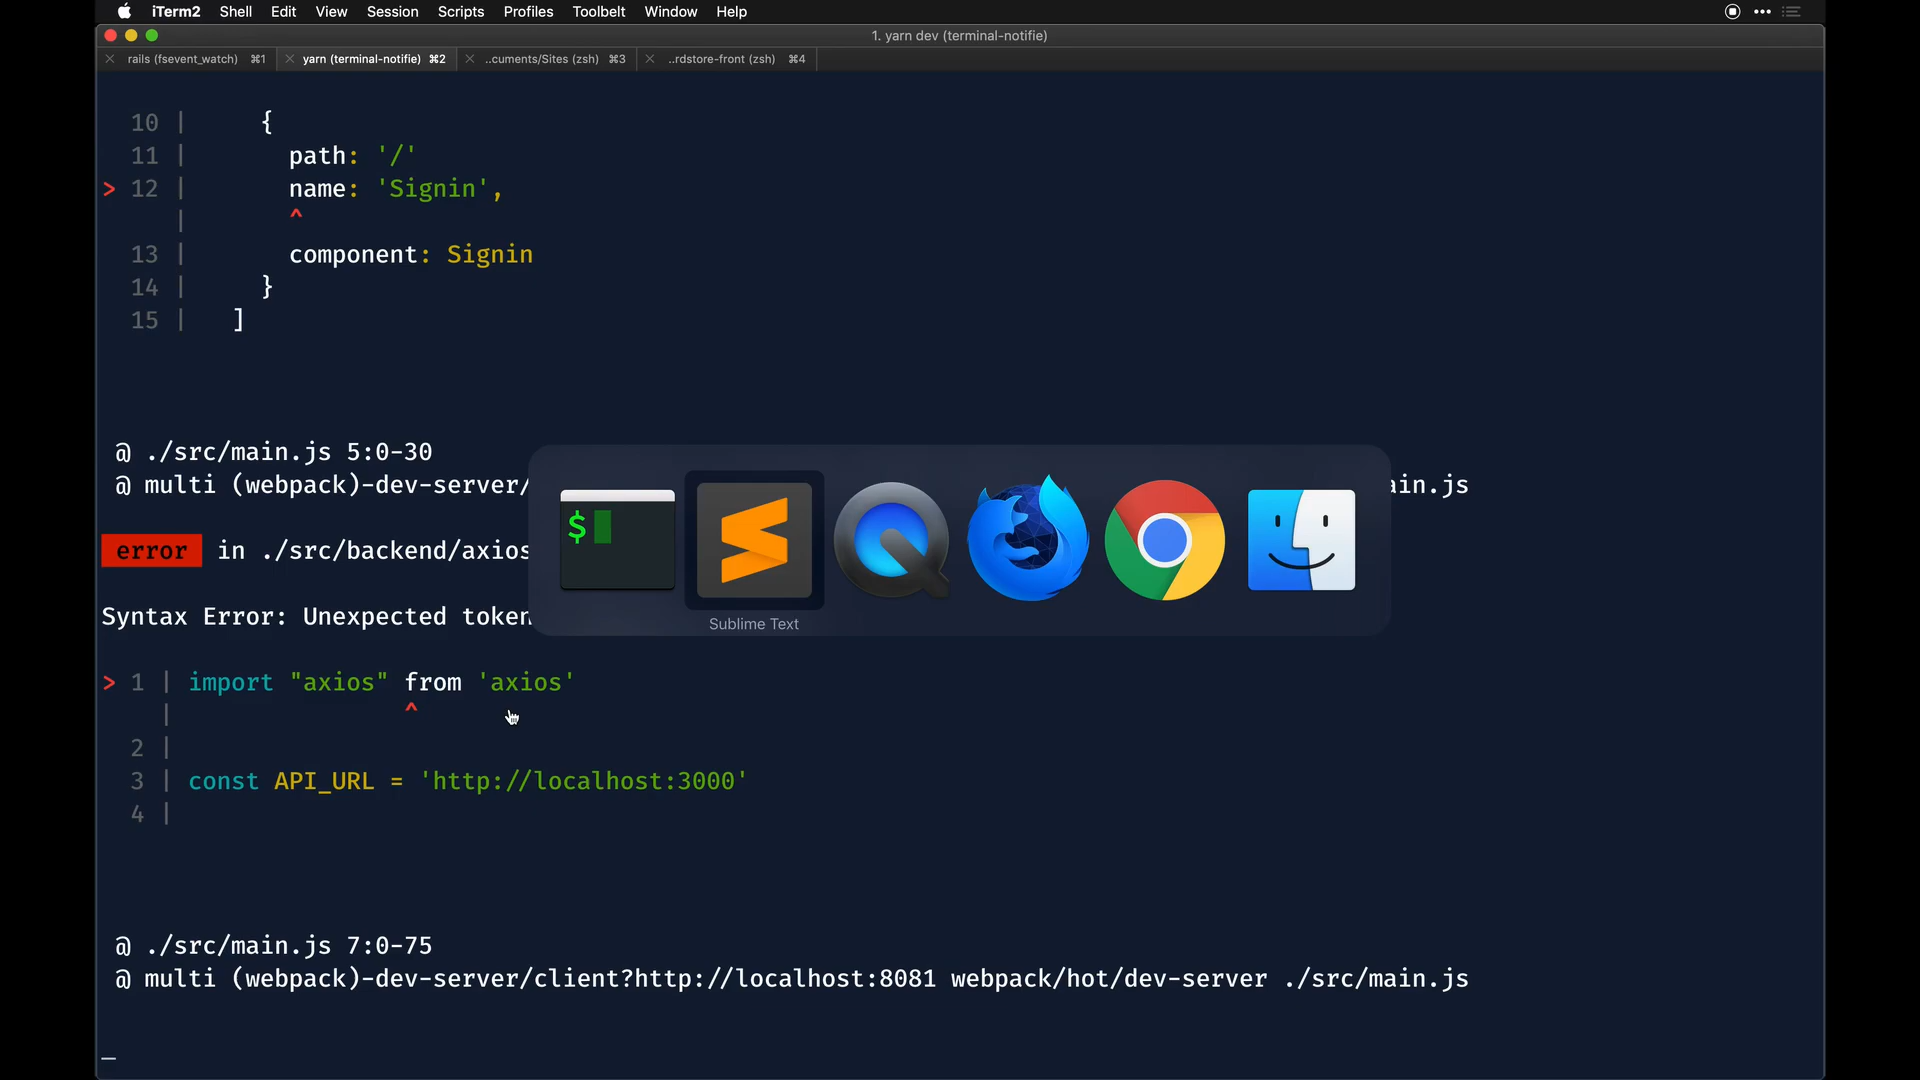 iTerm2 Shell Edit View Session Scripts Profiles Toolbelt Window Help
1. yarn dev (terminal-notifie)
rails (fsevent_watch) ⌘1 yarn (terminal-notifie) ⌘2 ..cuments/Sites (zsh) ⌘3 ..rdstore-front (zsh) ⌘4
10 | {
11 | path: '/'
> 12 | name: 'Signin',
| ^
13 | component: Signin
14 | }
15 | ]
@ ./src/main.js 5:0-30
@ multi (webpack)-dev-server/ ain.js
$
error in ./src/backend/axios
Syntax Error: Unexpected token
Sublime Text
> 1 | import "axios" from 'axios'
| ^
2 |
3 | const API_URL = 'http://localhost:3000'
4 |
@ ./src/main.js 7:0-75
@ multi (webpack)-dev-server/client?http://localhost:8081 webpack/hot/dev-server ./src/main.js